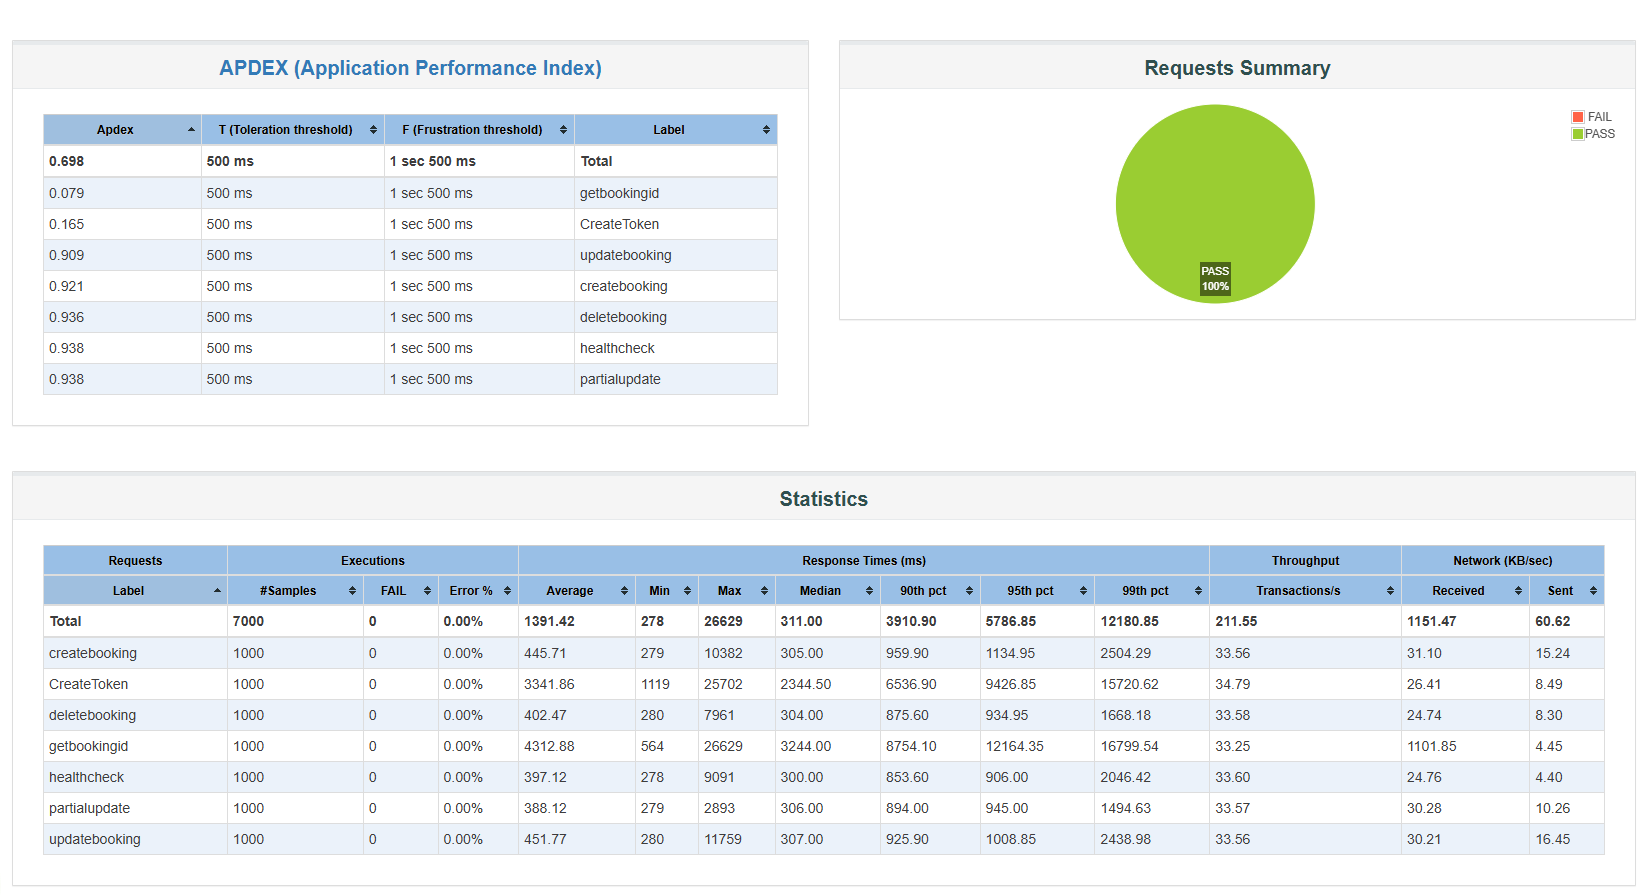 APDEX (Application Performance Index)
Apdex T (Toleration threshold) F (Frustration threshold) Label
0.698 500 ms 1 sec 500 ms Total
0.079 500 ms 1 sec 500 ms getbookingid
0.165 500 ms 1 sec 500 ms CreateToken
0.909 500 ms 1 sec 500 ms updatebooking
0.921 500 ms 1 sec 500 ms createbooking
0.936 500 ms 1 sec 500 ms deletebooking
0.938 500 ms 1 sec 500 ms healthcheck
0.938 500 ms 1 sec 500 ms partialupdate
Requests Summary
FAIL
PASS
PASS
100%
Statistics
Requests Executions Response Times (ms) Throughput Network (KB/sec)
Label #Samples FAIL Error % Average Min Max Median 90th pct 95th pct 99th pct Transactions/s Received Sent
Total 7000 0 0.00% 1391.42 278 26629 311.00 3910.90 5786.85 12180.85 211.55 1151.47 60.62
createbooking 1000 0 0.00% 445.71 279 10382 305.00 959.90 1134.95 2504.29 33.56 31.10 15.24
CreateToken 1000 0 0.00% 3341.86 1119 25702 2344.50 6536.90 9426.85 15720.62 34.79 26.41 8.49
deletebooking 1000 0 0.00% 402.47 280 7961 304.00 875.60 934.95 1668.18 33.58 24.74 8.30
getbookingid 1000 0 0.00% 4312.88 564 26629 3244.00 8754.10 12164.35 16799.54 33.25 1101.85 4.45
healthcheck 1000 0 0.00% 397.12 278 9091 300.00 853.60 906.00 2046.42 33.60 24.76 4.40
partialupdate 1000 0 0.00% 388.12 279 2893 306.00 894.00 945.00 1494.63 33.57 30.28 10.26
updatebooking 1000 0 0.00% 451.77 280 11759 307.00 925.90 1008.85 2438.98 33.56 30.21 16.45